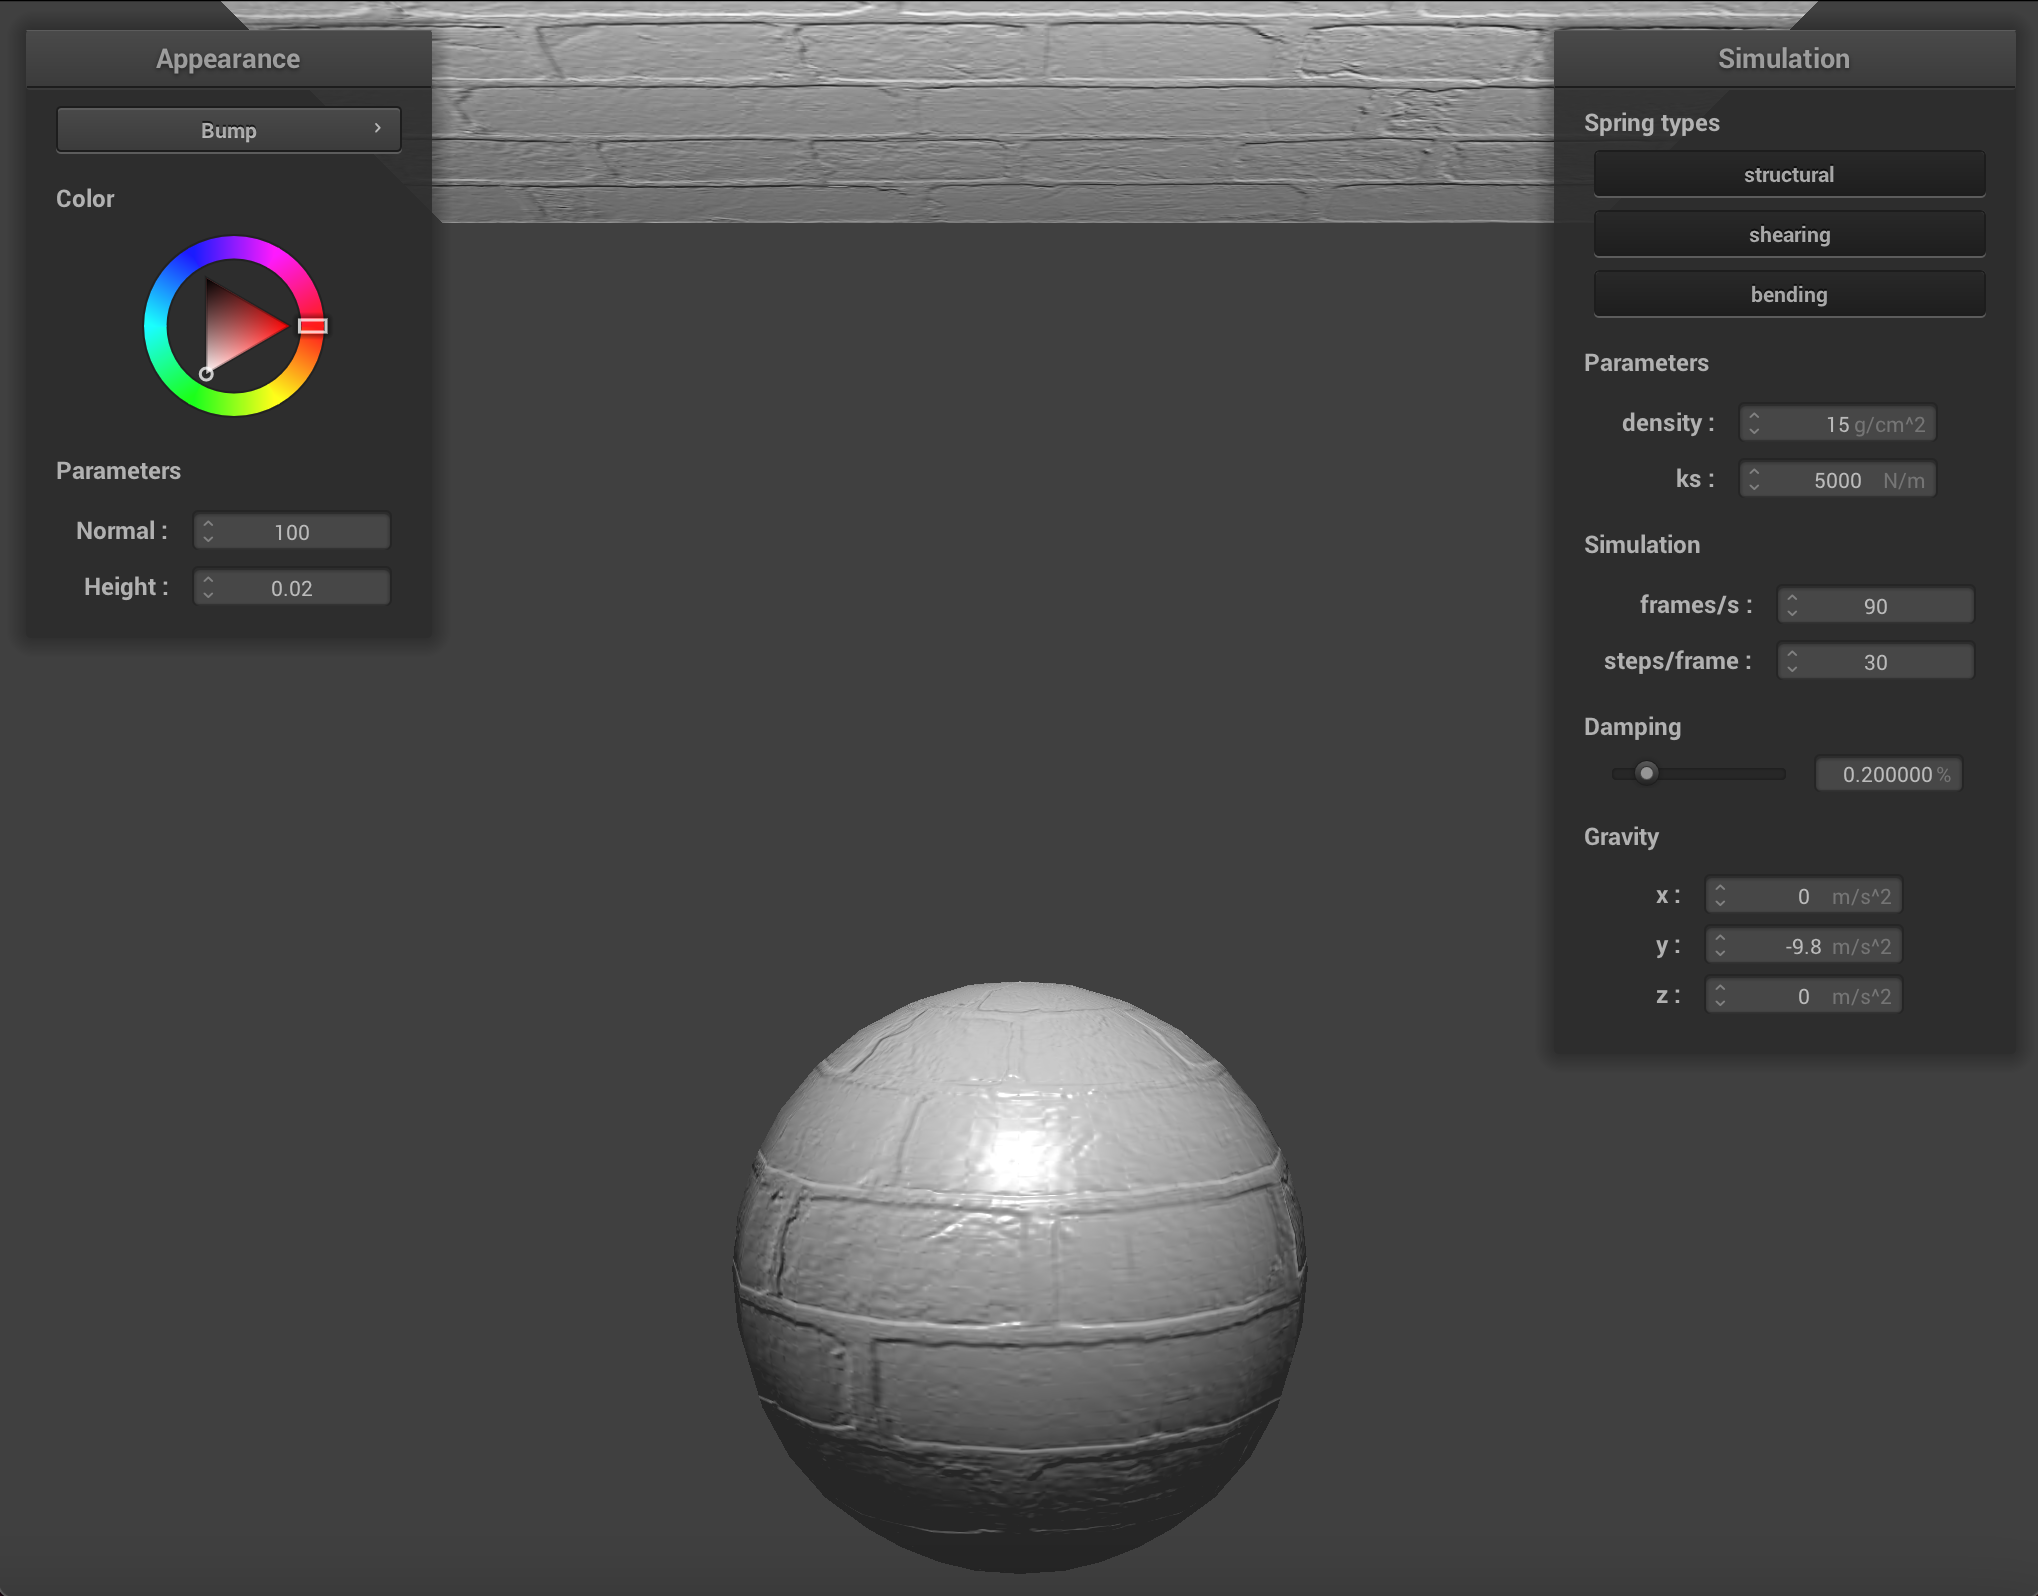 Appearance
Bump
Color
Parameters
Normal : 100
Height : 0.02
Simulation
Spring types
structural
shearing
bending
Parameters
density : 15 g/cm^2
ks : 5000 N/m
Simulation
frames/s : 90
steps/frame : 30
Damping
0.200000 %
Gravity
x : 0 m/s^2
y : -9.8 m/s^2
z : 0 m/s^2